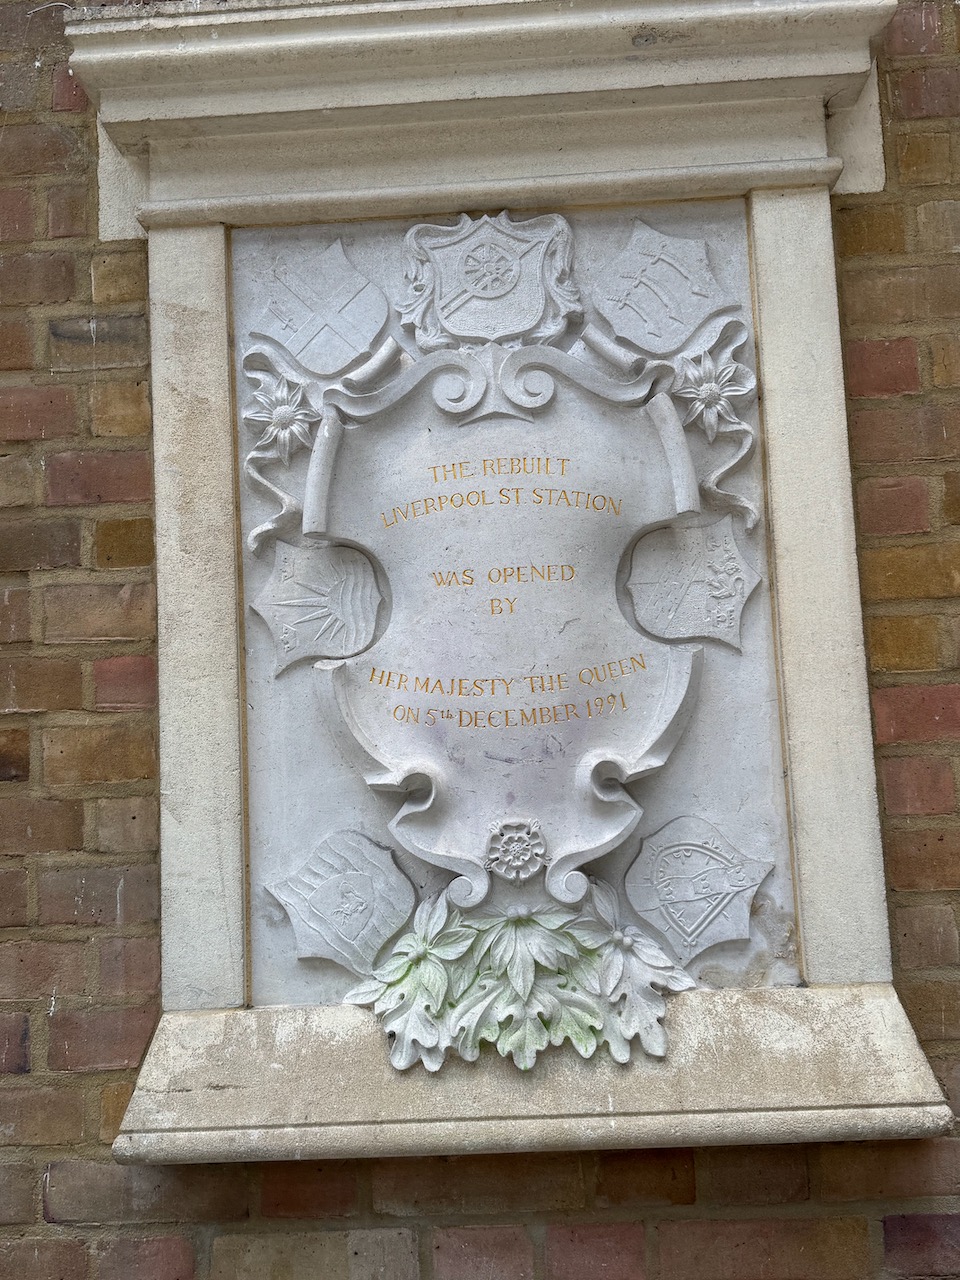 THE REBUILT
LIVERPOOL ST. STATION
WAS OPENED
BY
HER MAJESTY THE QUEEN
ON 5th DECEMBER 1991